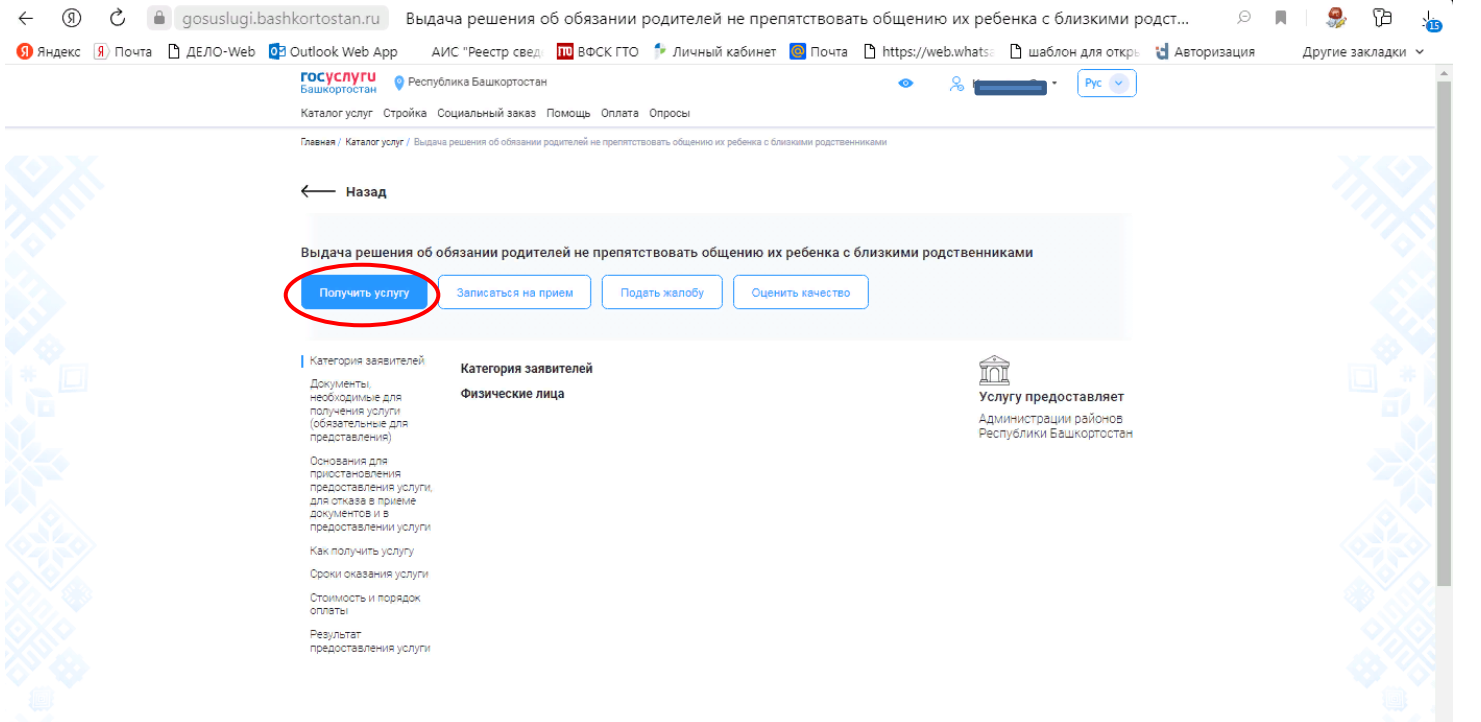 gosuslugi.bashkortostan.ru Выдача решения об обязании родителей не препятствовать общению их ребенка с близкими родст...
15
Яндекс Почта ДЕЛО-Web Outlook Web App АИС "Реестр свед ВФСК ГТО Личный кабинет Почта https://web.whatsa шаблон для откры Авторизация Другие закладки
госуслуги
Башкортостан
Республика Башкортостан
Рус
Каталог услуг Стройка Социальный заказ Помощь Оплата Опросы
Главная / Каталог услуг / Выдача решения об обязании родителей не препятствовать общению их ребенка с близкими родственниками
Назад
Выдача решения об обязании родителей не препятствовать общению их ребенка с близкими родственниками
Получить услугу Записаться на прием Подать жалобу Оценить качество
Категория заявителей
Документы,
необходимые для
получения услуги
(обязательные для
представления)
Основания для
приостановления
предоставления услуги,
для отказа в приеме
документов и в
предоставлении услуги
Как получить услугу
Сроки оказания услуги
Стоимость и порядок
оплаты
Результат
предоставления услуги
Категория заявителей
Физические лица
Услугу предоставляет
Администрации районов
Республики Башкортостан